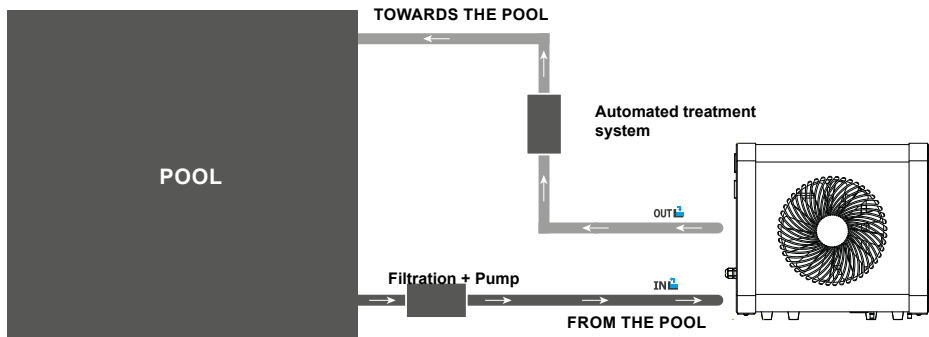 TOWARDS THE POOL
Automated treatment
system
POOL
OUT
Filtration + Pump
IN
FROM THE POOL